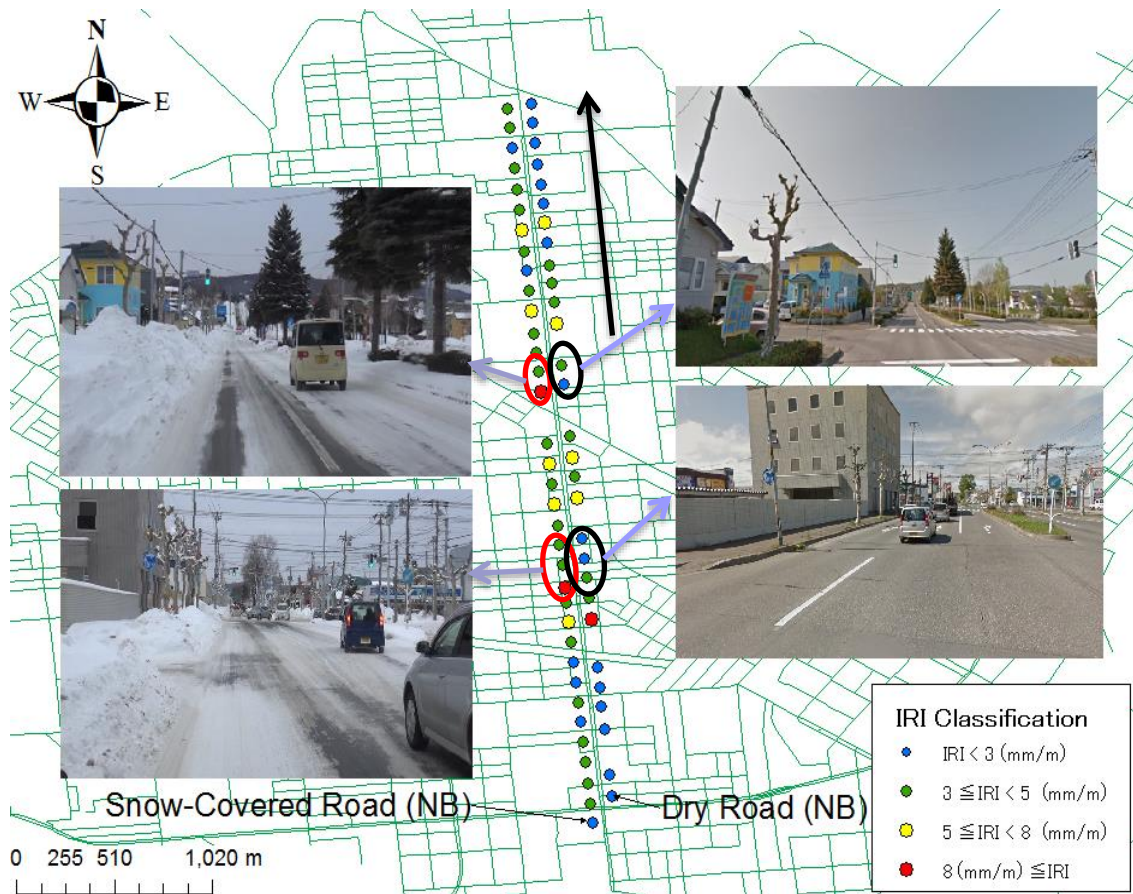 N
W
E
S
Snow-Covered Road (NB)
Dry Road (NB)
0 255 510 1,020 m
IRI Classification
IRI < 3 (mm/m)
3 ≦IRI < 5 (mm/m)
5 ≦IRI < 8 (mm/m)
8 (mm/m) ≦IRI